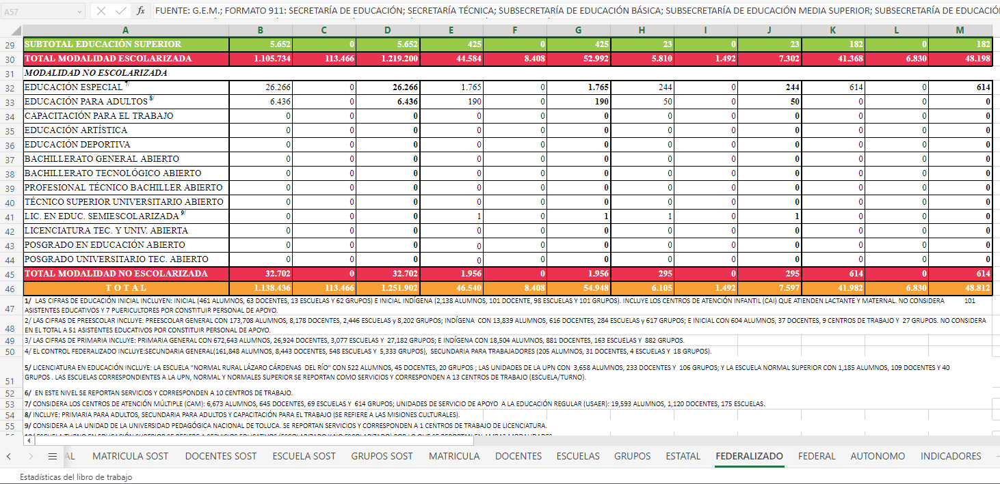 A57 fx FUENTE: G.E.M.; FORMATO 911: SECRETARÍA DE EDUCACIÓN; SECRETARÍA TÉCNICA; SUBSECRETARÍA DE EDUCACIÓN BÁSICA; SUBSECRETARÍA DE EDUCACIÓN MEDIA SUPERIOR; SUBSECRETARÍA DE EDUCACIÓ
A B C D E F G H I J K L M
29 SUBTOTAL EDUCACIÓN SUPERIOR 5.652 0 5.652 425 0 425 23 0 23 182 0 182
30 TOTAL MODALIDAD ESCOLARIZADA 1.105.734 113.466 1.219.200 44.584 8.408 52.992 5.810 1.492 7.302 41.368 6.830 48.198
31 MODALIDAD NO ESCOLARIZADA
32 EDUCACIÓN ESPECIAL 7/ 26.266 0 26.266 1.765 0 1.765 244 0 244 614 0 614
33 EDUCACIÓN PARA ADULTOS 8/ 6.436 0 6.436 190 0 190 50 0 50 0 0 0
34 CAPACITACIÓN PARA EL TRABAJO 0 0 0 0 0 0 0 0 0 0 0 0
35 EDUCACIÓN ARTÍSTICA 0 0 0 0 0 0 0 0 0 0 0 0
36 EDUCACIÓN DEPORTIVA 0 0 0 0 0 0 0 0 0 0 0 0
37 BACHILLERATO GENERAL ABIERTO 0 0 0 0 0 0 0 0 0 0 0 0
38 BACHILLERATO TECNOLÓGICO ABIERTO 0 0 0 0 0 0 0 0 0 0 0 0
39 PROFESIONAL TÉCNICO BACHILLER ABIERTO 0 0 0 0 0 0 0 0 0 0 0 0
40 TÉCNICO SUPERIOR UNIVERSITARIO ABIERTO 0 0 0 0 0 0 0 0 0 0 0 0
41 LIC. EN EDUC. SEMIESCOLARIZADA 9/ 0 0 0 1 0 1 1 0 1 0 0 0
42 LICENCIATURA TEC. Y UNIV. ABIERTA 0 0 0 0 0 0 0 0 0 0 0 0
43 POSGRADO EN EDUCACIÓN ABIERTO 0 0 0 0 0 0 0 0 0 0 0 0
44 POSGRADO UNIVERSITARIO TEC. ABIERTO 0 0 0 0 0 0 0 0 0 0 0 0
45 TOTAL MODALIDAD NO ESCOLARIZADA 32.702 0 32.702 1.956 0 1.956 295 0 295 614 0 614
46 T O T A L 1.138.436 113.466 1.251.902 46.540 8.408 54.948 6.105 1.492 7.597 41.982 6.830 48.812
1/ LAS CIFRAS DE EDUCACIÓN INICIAL INCLUYEN: INICIAL (461 ALUMNOS, 63 DOCENTES, 13 ESCUELAS Y 62 GRUPOS) E INICIAL INDÍGENA (2,138 ALUMNOS, 101 DOCENTE, 98 ESCUELAS Y 101 GRUPOS). INCLUYE LOS CENTROS DE ATENCIÓN INFANTIL (CAI) QUE ATIENDEN LACTANTE Y MATERNAL. NO CONSIDERA 101
47 ASISTENTES EDUCATIVOS Y 7 PUERICULTORES POR CONSTITUIR PERSONAL DE APOYO.
2/ LAS CIFRAS DE PREESCOLAR INCLUYE: PREESCOLAR GENERAL CON 173,708 ALUMNOS, 8,178 DOCENTES, 2,446 ESCUELAS y 8,202 GRUPOS; INDÍGENA CON 13,839 ALUMNOS, 616 DOCENTES, 284 ESCUELAS y 617 GRUPOS; E INICIAL CON 604 ALUMNOS, 37 DOCENTES, 9 CENTROS DE TRABAJO Y 27 GRUPOS. NO CONSIDERA
48 EN EL TOTAL A 51 ASISTENTES EDUCATIVOS POR CONSTITUIR PERSONAL DE APOYO.
49 3/ LAS CIFRAS DE PRIMARIA INCLUYE: PRIMARIA GENERAL CON 672,643 ALUMNOS, 26,924 DOCENTES, 3,077 ESCUELAS Y 27,182 GRUPOS; E INDÍGENA CON 18,504 ALUMNOS, 881 DOCENTES, 163 ESCUELAS Y 882 GRUPOS.
50 4/ EL CONTROL FEDERALIZADO INCLUYE:SECUNDARIA GENERAL(161,848 ALUMNOS, 8,443 DOCENTES, 548 ESCUELAS Y 5,333 GRUPOS), SECUNDARIA PARA TRABAJADORES (205 ALUMNOS, 31 DOCENTES, 4 ESCUELAS Y 18 GRUPOS).
5/ LICENCIATURA EN EDUCACIÓN INCLUYE: LA ESCUELA "NORMAL RURAL LÁZARO CÁRDENAS DEL RÍO" CON 522 ALUMNOS, 45 DOCENTES, 20 GRUPOS ; LAS UNIDADES DE LA UPN CON 3,658 ALUMNOS, 233 DOCENTES Y 106 GRUPOS; Y LA ESCUELA NORMAL SUPERIOR CON 1,185 ALUMNOS, 109 DOCENTES Y 40
51 GRUPOS . LAS ESCUELAS CORRESPONDIENTES A LA UPN, NORMAL Y NORMALES SUPERIOR SE REPORTAN COMO SERVICIOS Y CORRESPONDEN A 13 CENTROS DE TRABAJO (ESCUELA/TURNO).
52 6/ EN ESTE NIVEL SE REPORTAN SERVICIOS Y CORRESPONDEN A 10 CENTROS DE TRABAJO.
53 7/ CONSIDERA LOS CENTROS DE ATENCIÓN MÚLTIPLE (CAM): 6,673 ALUMNOS, 645 DOCENTES, 69 ESCUELAS Y 614 GRUPOS; UNIDADES DE SERVICIO DE APOYO A LA EDUCACIÓN REGULAR (USAER): 19,593 ALUMNOS, 1,120 DOCENTES, 175 ESCUELAS.
54 8/ INCLUYE: PRIMARIA PARA ADULTOS, SECUNDARIA PARA ADULTOS Y CAPACITACIÓN PARA EL TRABAJO (SE REFIERE A LAS MISIONES CULTURALES).
55 9/ CONSIDERA A LA UNIDAD DE LA UNIVERSIDAD PEDAGÓGICA NACIONAL DE TOLUCA. SE REPORTAN SERVICIOS Y CORRESPONDEN A 1 CENTROS DE TRABAJO DE LICENCIATURA.
AL MATRICULA SOST DOCENTES SOST ESCUELA SOST GRUPOS SOST MATRICULA DOCENTES ESCUELAS GRUPOS ESTATAL FEDERALIZADO FEDERAL AUTONOMO INDICADORES
Estadísticas del libro de trabajo